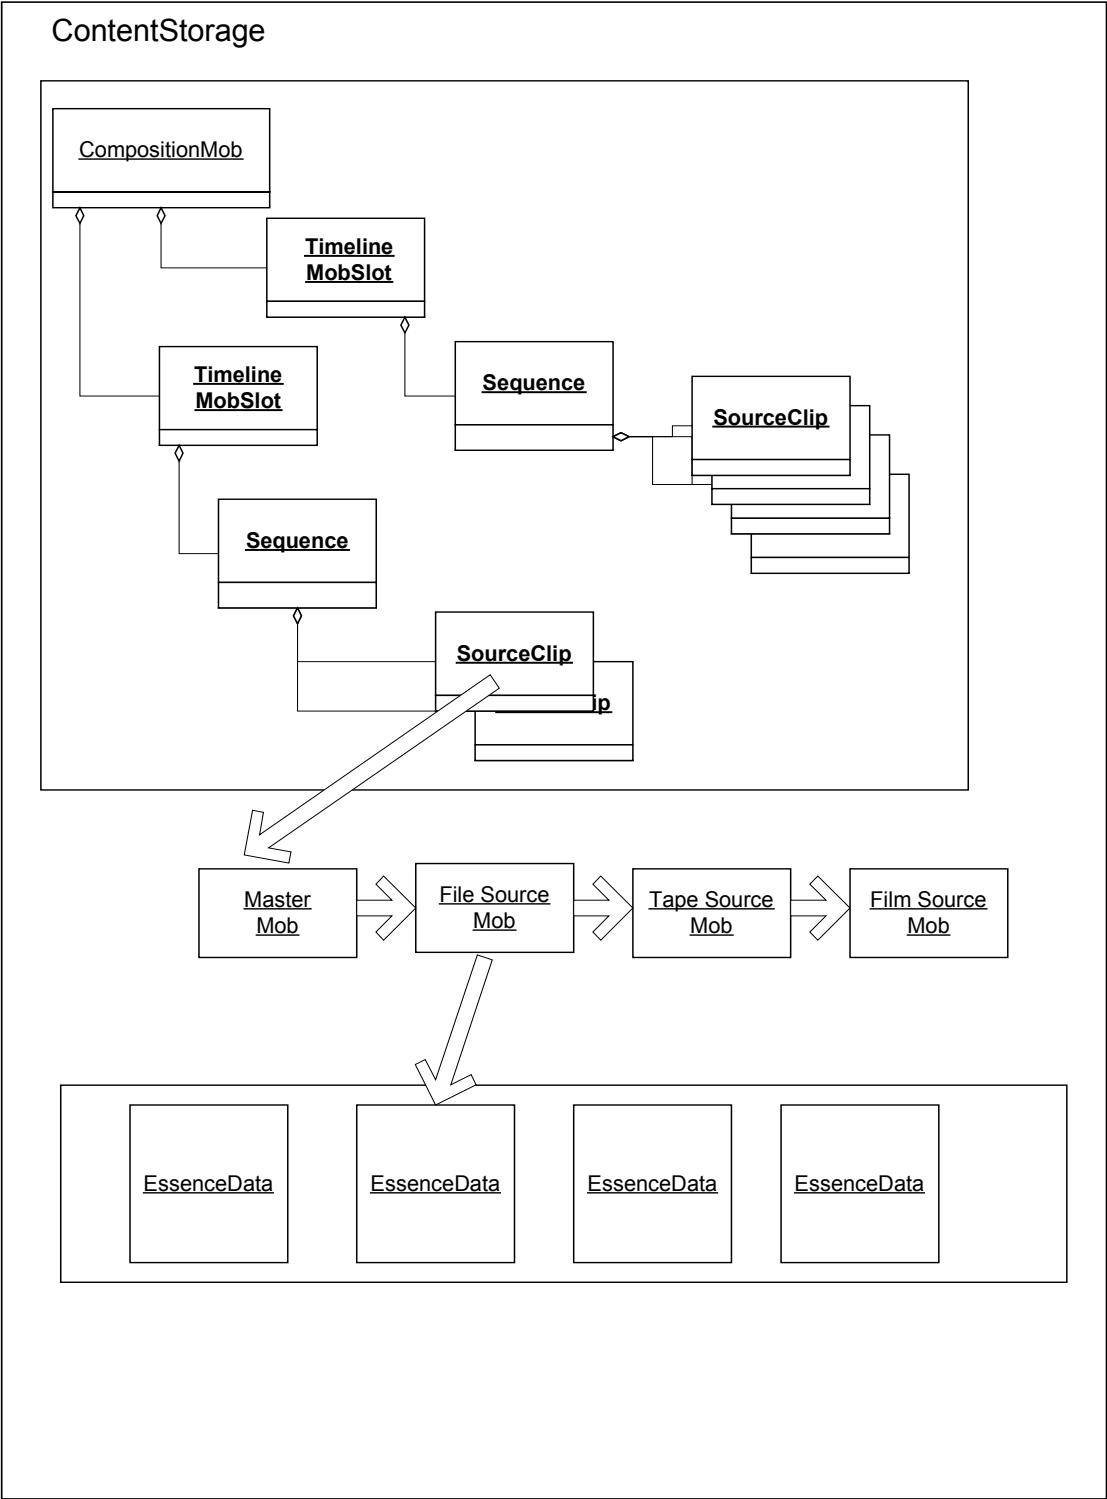 ContentStorage
CompositionMob
Timeline
MobSlot
Timeline
MobSlot
Sequence
SourceClip
Sequence
SourceClip
ip
Master
Mob
File Source
Mob
Tape Source
Mob
Film Source
Mob
EssenceData
EssenceData
EssenceData
EssenceData